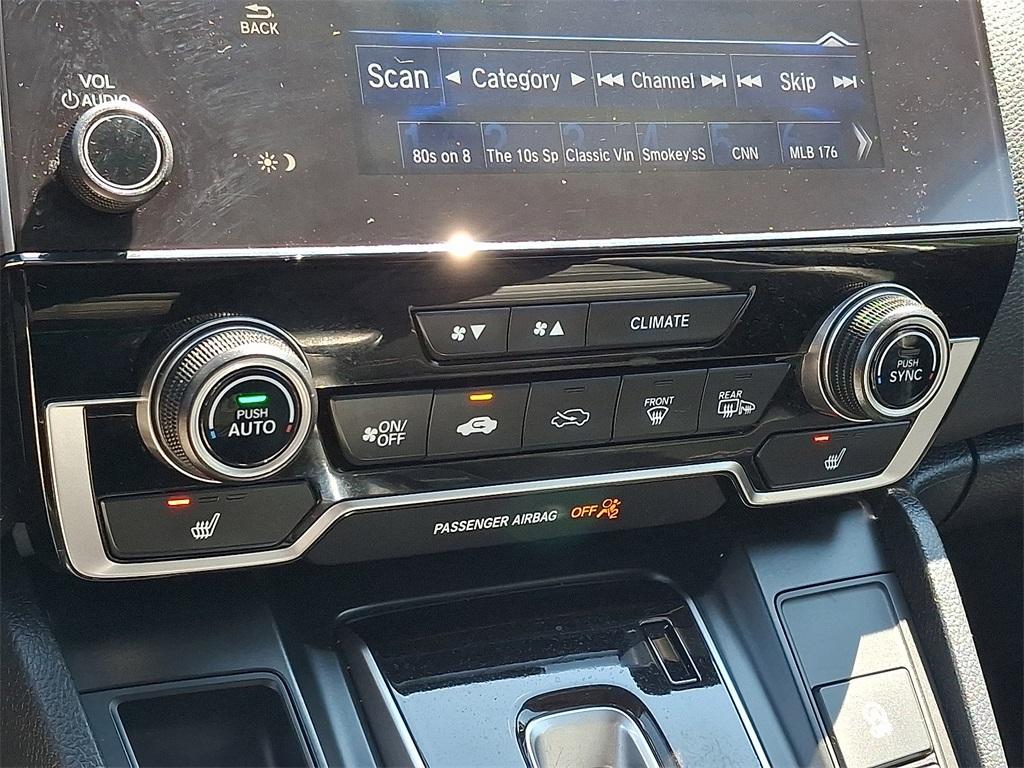 BACK
VOL
AUDIO
Scan
Category
Channel
Skip
1 2 3 4 5 6
80s on 8
The 10s Sp
Classic Vin
Smokey'sS
CNN
MLB 176
CLIMATE
PUSH
AUTO
ON/
OFF
FRONT
REAR
PUSH
SYNC
PASSENGER AIRBAG OFF